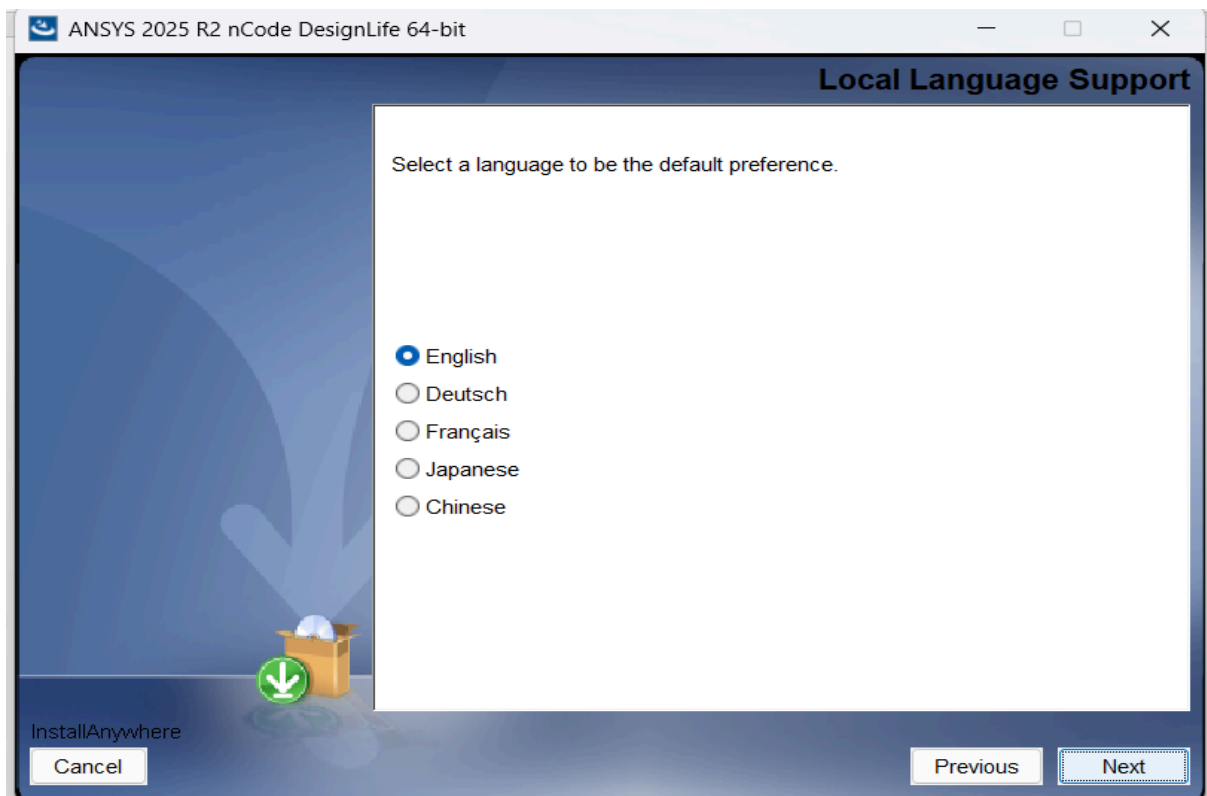 ANSYS 2025 R2 nCode DesignLife 64-bit
Local Language Support
Select a language to be the default preference.
English
Deutsch
Français
Japanese
Chinese
InstallAnywhere
Cancel
Previous
Next